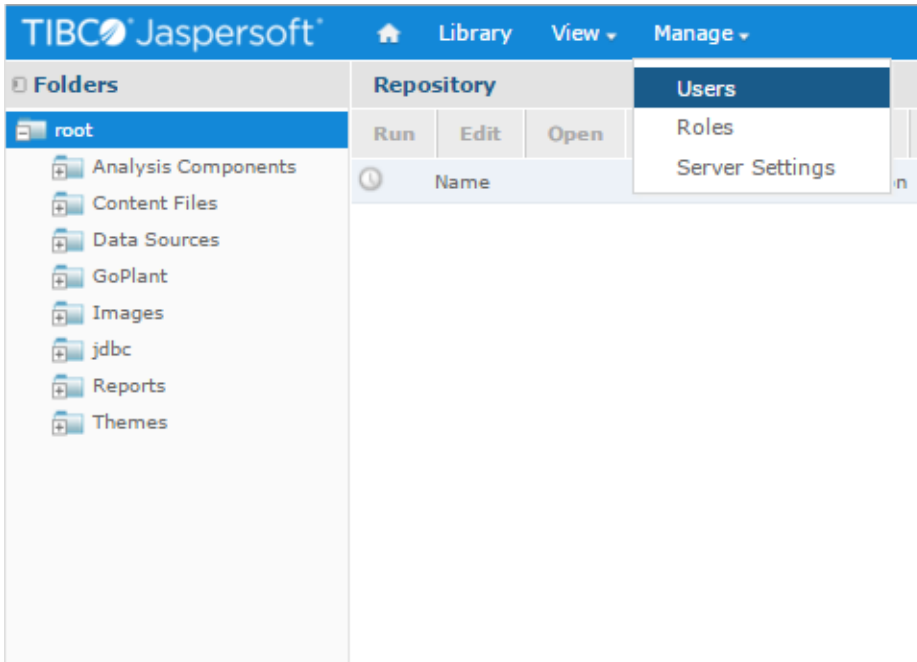 TIBCO Jaspersoft Library View Manage
Folders
Repository
Users
root
Run Edit Open
Roles
Analysis Components
Name
Server Settings
Content Files
Data Sources
GoPlant
Images
jdbc
Reports
Themes